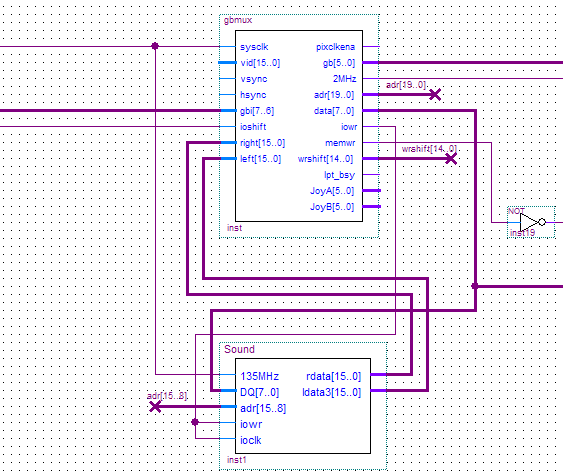 gbmux
sysclk pixclkena
vid[15..0] gb[5..0]
vsync 2MHz
hsync adr[19..0] adr[19..0]
gbi[7..6] data[7..0]
ioshift iowr
right[15..0] memwr
left[15..0] wrshift[14..0] wrshift[14..0]
lpt_bsy
JoyA[5..0]
JoyB[5..0]
inst
NOT
inst19
Sound
135MHz rdata[15..0]
DQ[7..0] ldata3[15..0]
adr[15..8] adr[15..8]
iowr
ioclk
inst1